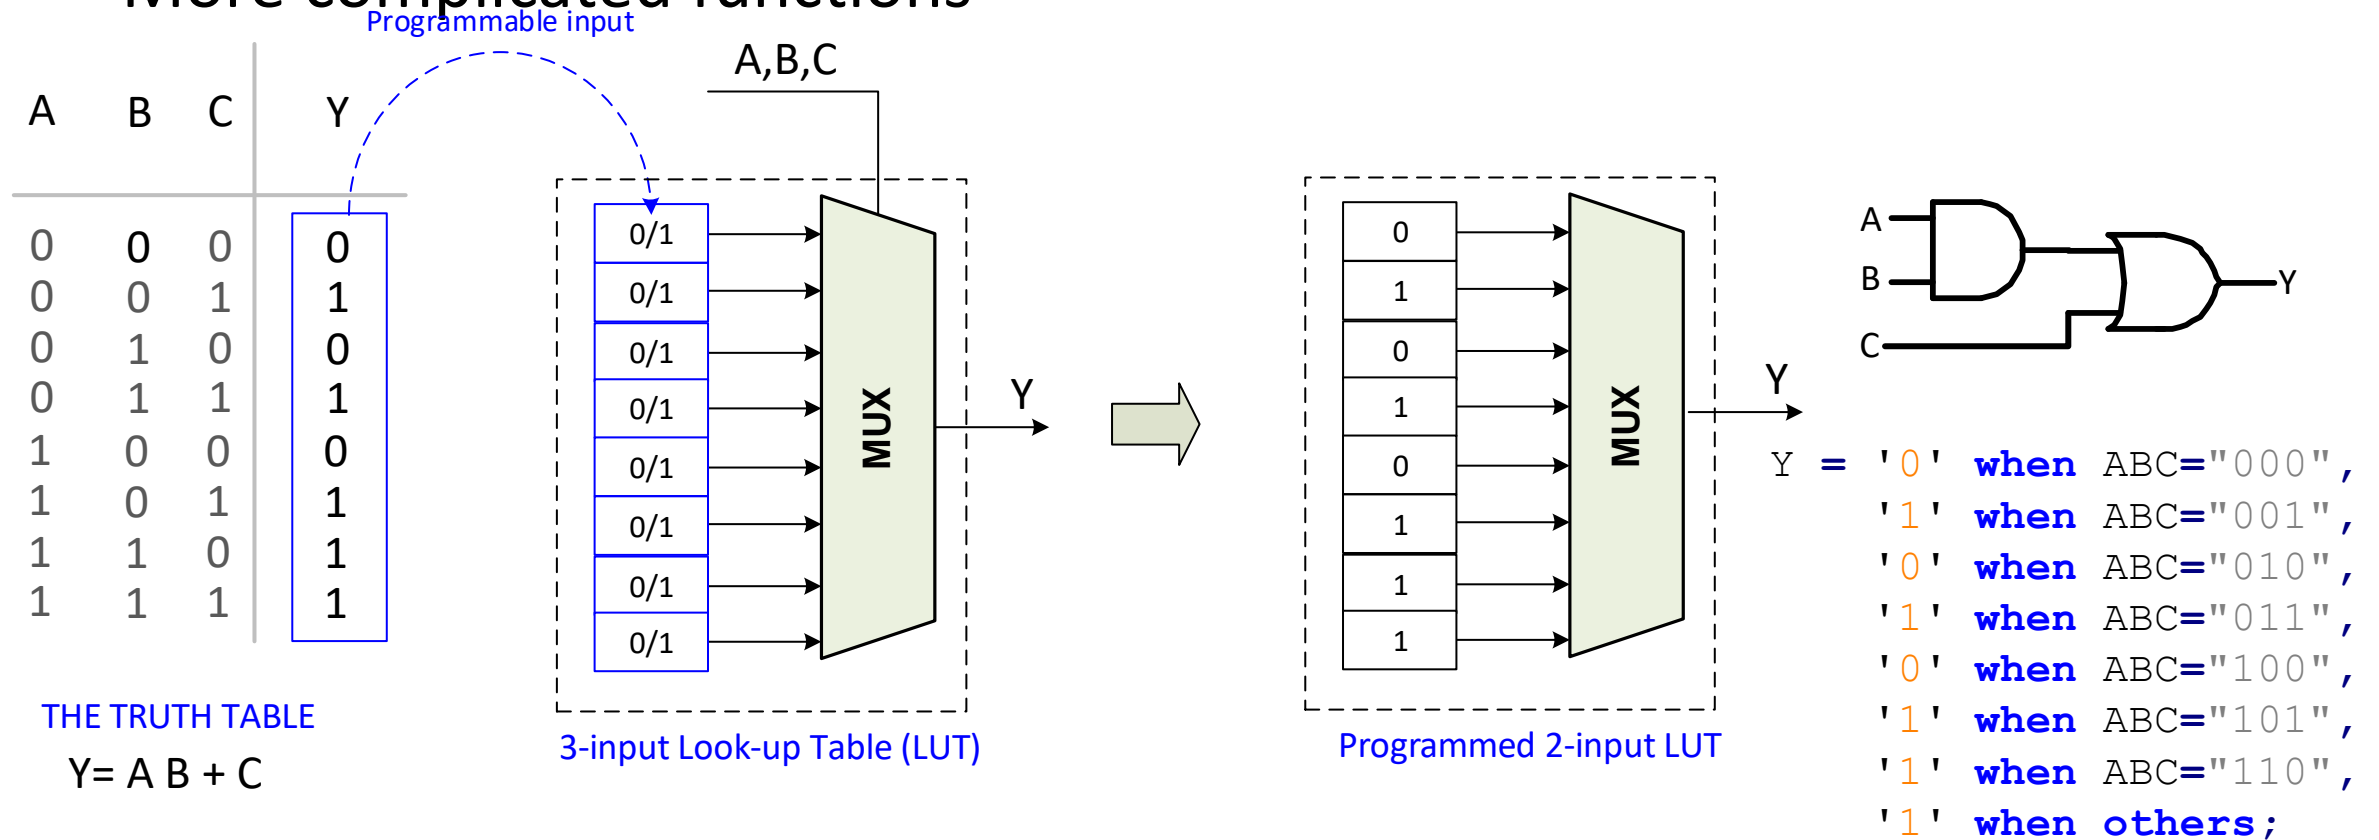 More complicated functions
Programmable input
A B C Y
0 0 0 0
0 0 1 1
0 1 0 0
0 1 1 1
1 0 0 0
1 0 1 1
1 1 0 1
1 1 1 1
THE TRUTH TABLE
Y= A B + C
A,B,C
0/1
0/1
0/1
0/1
0/1
0/1
0/1
0/1
MUX
Y
3-input Look-up Table (LUT)
0
1
0
1
0
1
1
1
MUX
Y
Programmed 2-input LUT
A
B
C
Y
Y = '0' when ABC="000",
'1' when ABC="001",
'0' when ABC="010",
'1' when ABC="011",
'0' when ABC="100",
'1' when ABC="101",
'1' when ABC="110",
'1' when others;